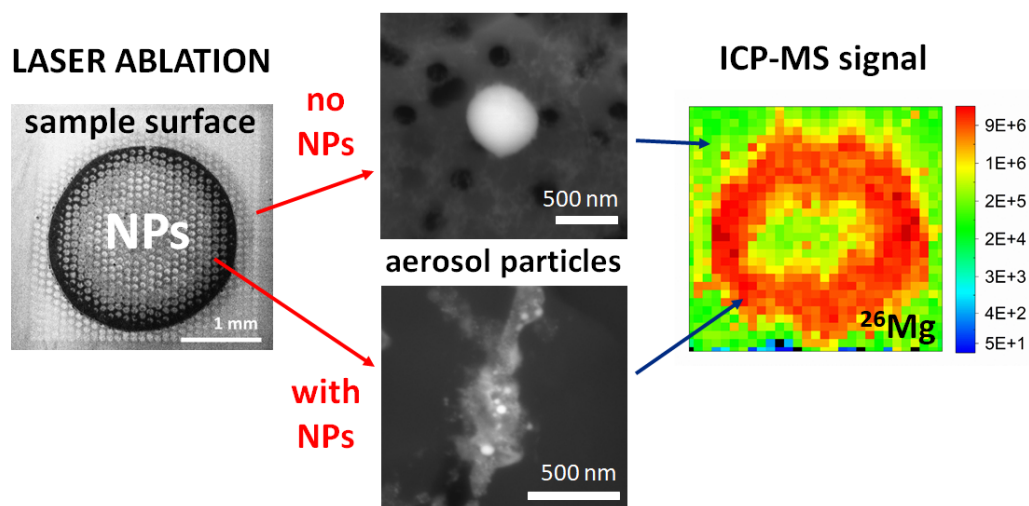 LASER ABLATION
sample surface
NPs
1 mm
no
NPs
with
NPs
500 nm
aerosol particles
500 nm
ICP-MS signal
²⁶Mg
9E+6
1E+6
2E+5
2E+4
3E+3
4E+2
5E+1